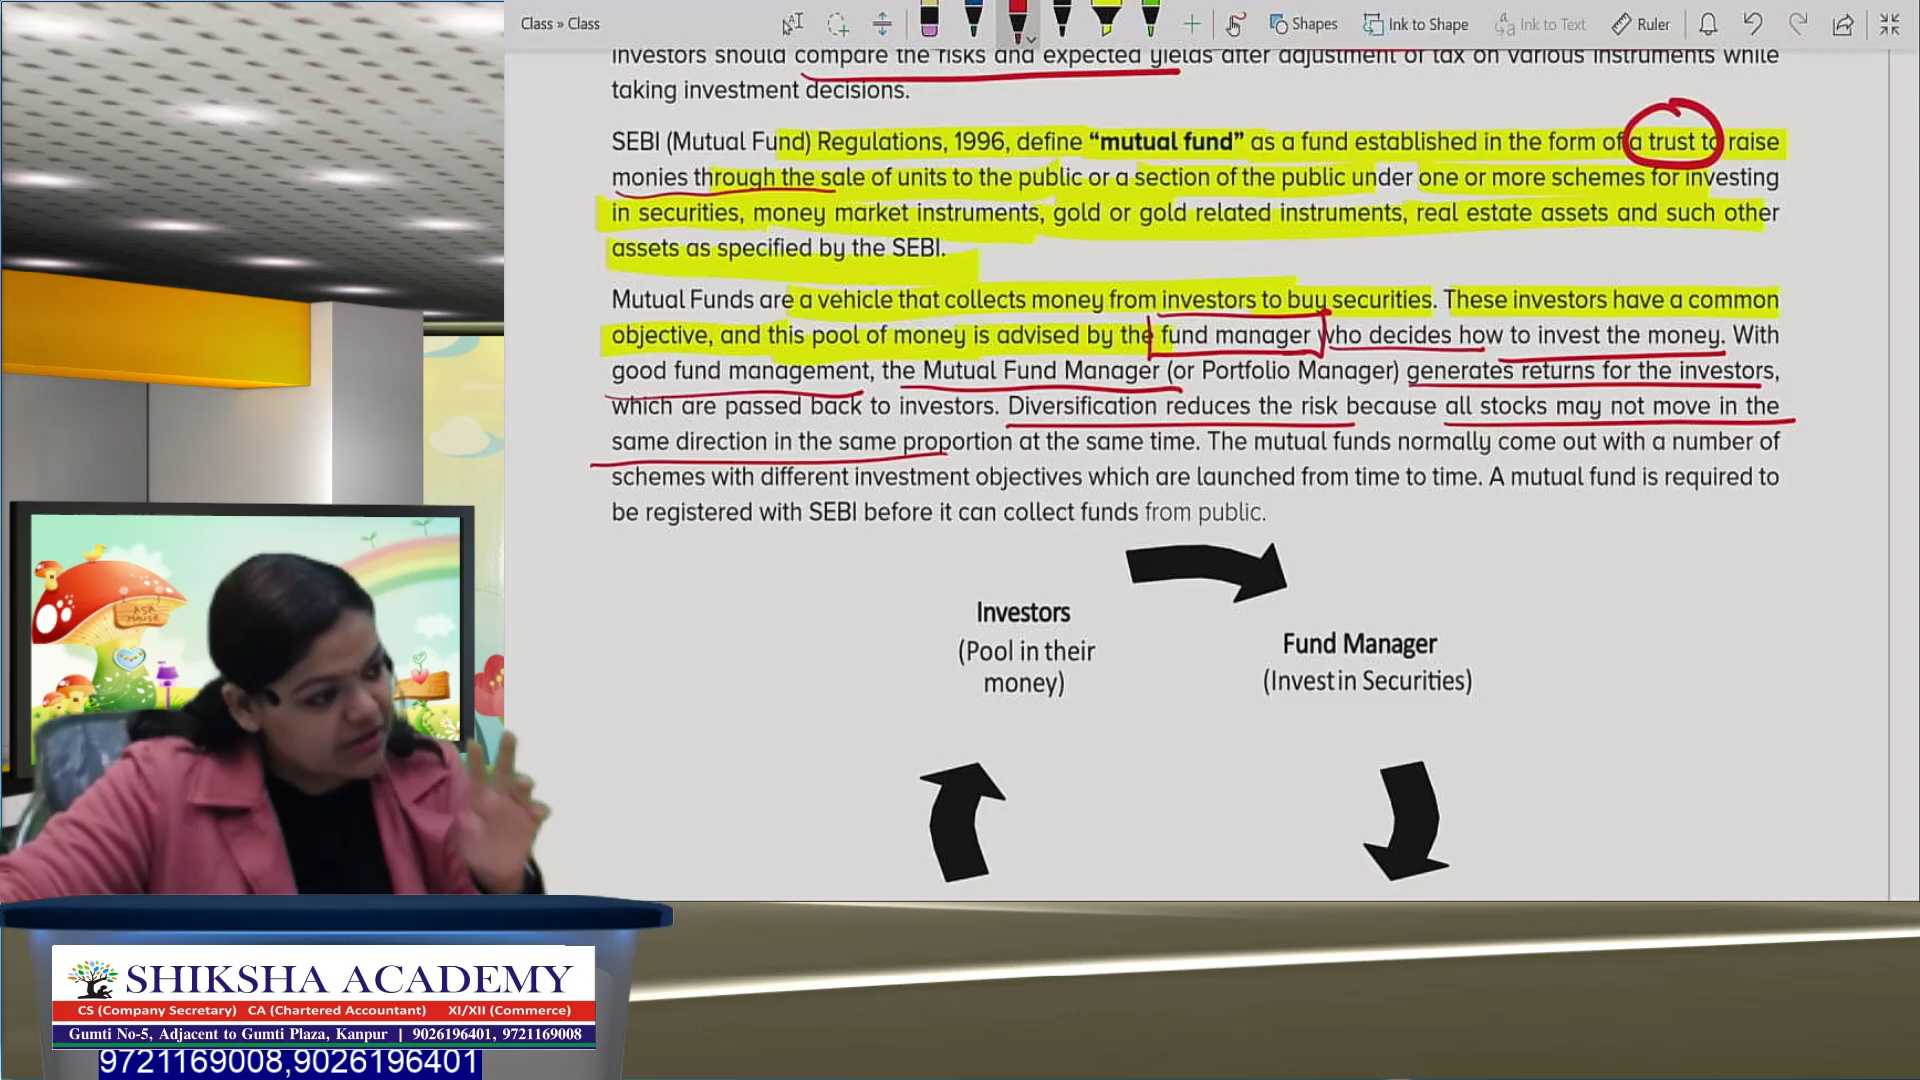 Class » Class
Shapes
Ink to Shape
Ink to Text
Ruler
Investors should compare the risks and expected yields after adjustment of tax on various instruments while
taking investment decisions.
SEBI (Mutual Fund) Regulations, 1996, define “mutual fund” as a fund established in the form of a trust to raise
monies through the sale of units to the public or a section of the public under one or more schemes for investing
in securities, money market instruments, gold or gold related instruments, real estate assets and such other
assets as specified by the SEBI.
Mutual Funds are a vehicle that collects money from investors to buy securities. These investors have a common
objective, and this pool of money is advised by the fund manager who decides how to invest the money. With
good fund management, the Mutual Fund Manager (or Portfolio Manager) generates returns for the investors,
which are passed back to investors. Diversification reduces the risk because all stocks may not move in the
same direction in the same proportion at the same time. The mutual funds normally come out with a number of
schemes with different investment objectives which are launched from time to time. A mutual fund is required to
be registered with SEBI before it can collect funds from public.
Investors
(Pool in their
money)
Fund Manager
(Invest in Securities)
ASA
House
SHIKSHA ACADEMY
CS (Company Secretary) CA (Chartered Accountant) XI/XII (Commerce)
Gumti No-5, Adjacent to Gumti Plaza, Kanpur | 9026196401, 9721169008
9721169008,9026196401